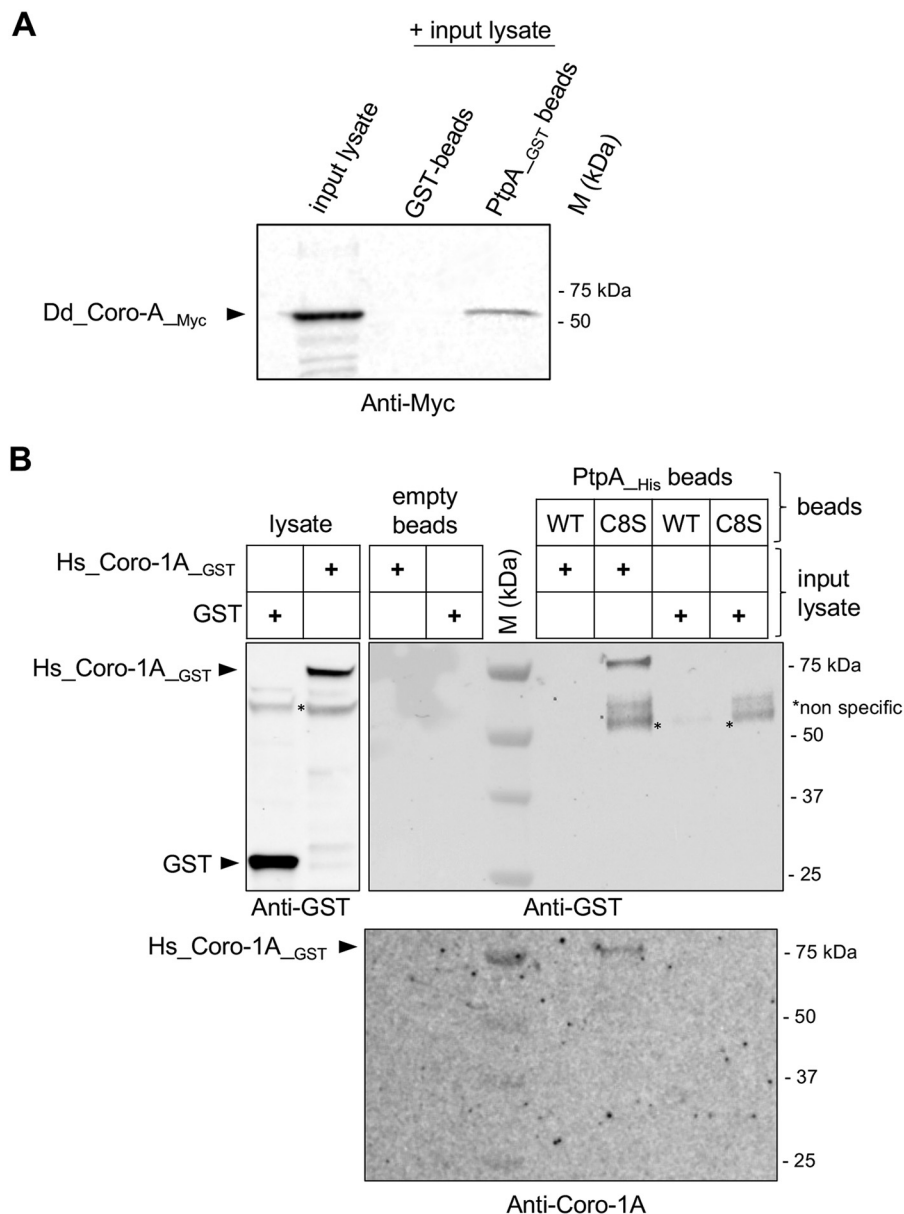 A
+ input lysate
input lysate
GST-beads
PtpA_GST beads
M (kDa)
Dd_Coro-A_Myc
- 75 kDa
- 50
Anti-Myc
B
PtpA_His beads
beads
lysate
empty
beads
WT
C8S
WT
C8S
M (kDa)
Hs_Coro-1A_GST
+
+
+
+
input
lysate
GST
+
+
+
+
Hs_Coro-1A_GST
- 75 kDa
*non specific
*
*
*
- 50
- 37
GST
- 25
Anti-GST
Anti-GST
Hs_Coro-1A_GST
- 75 kDa
- 50
- 37
- 25
Anti-Coro-1A